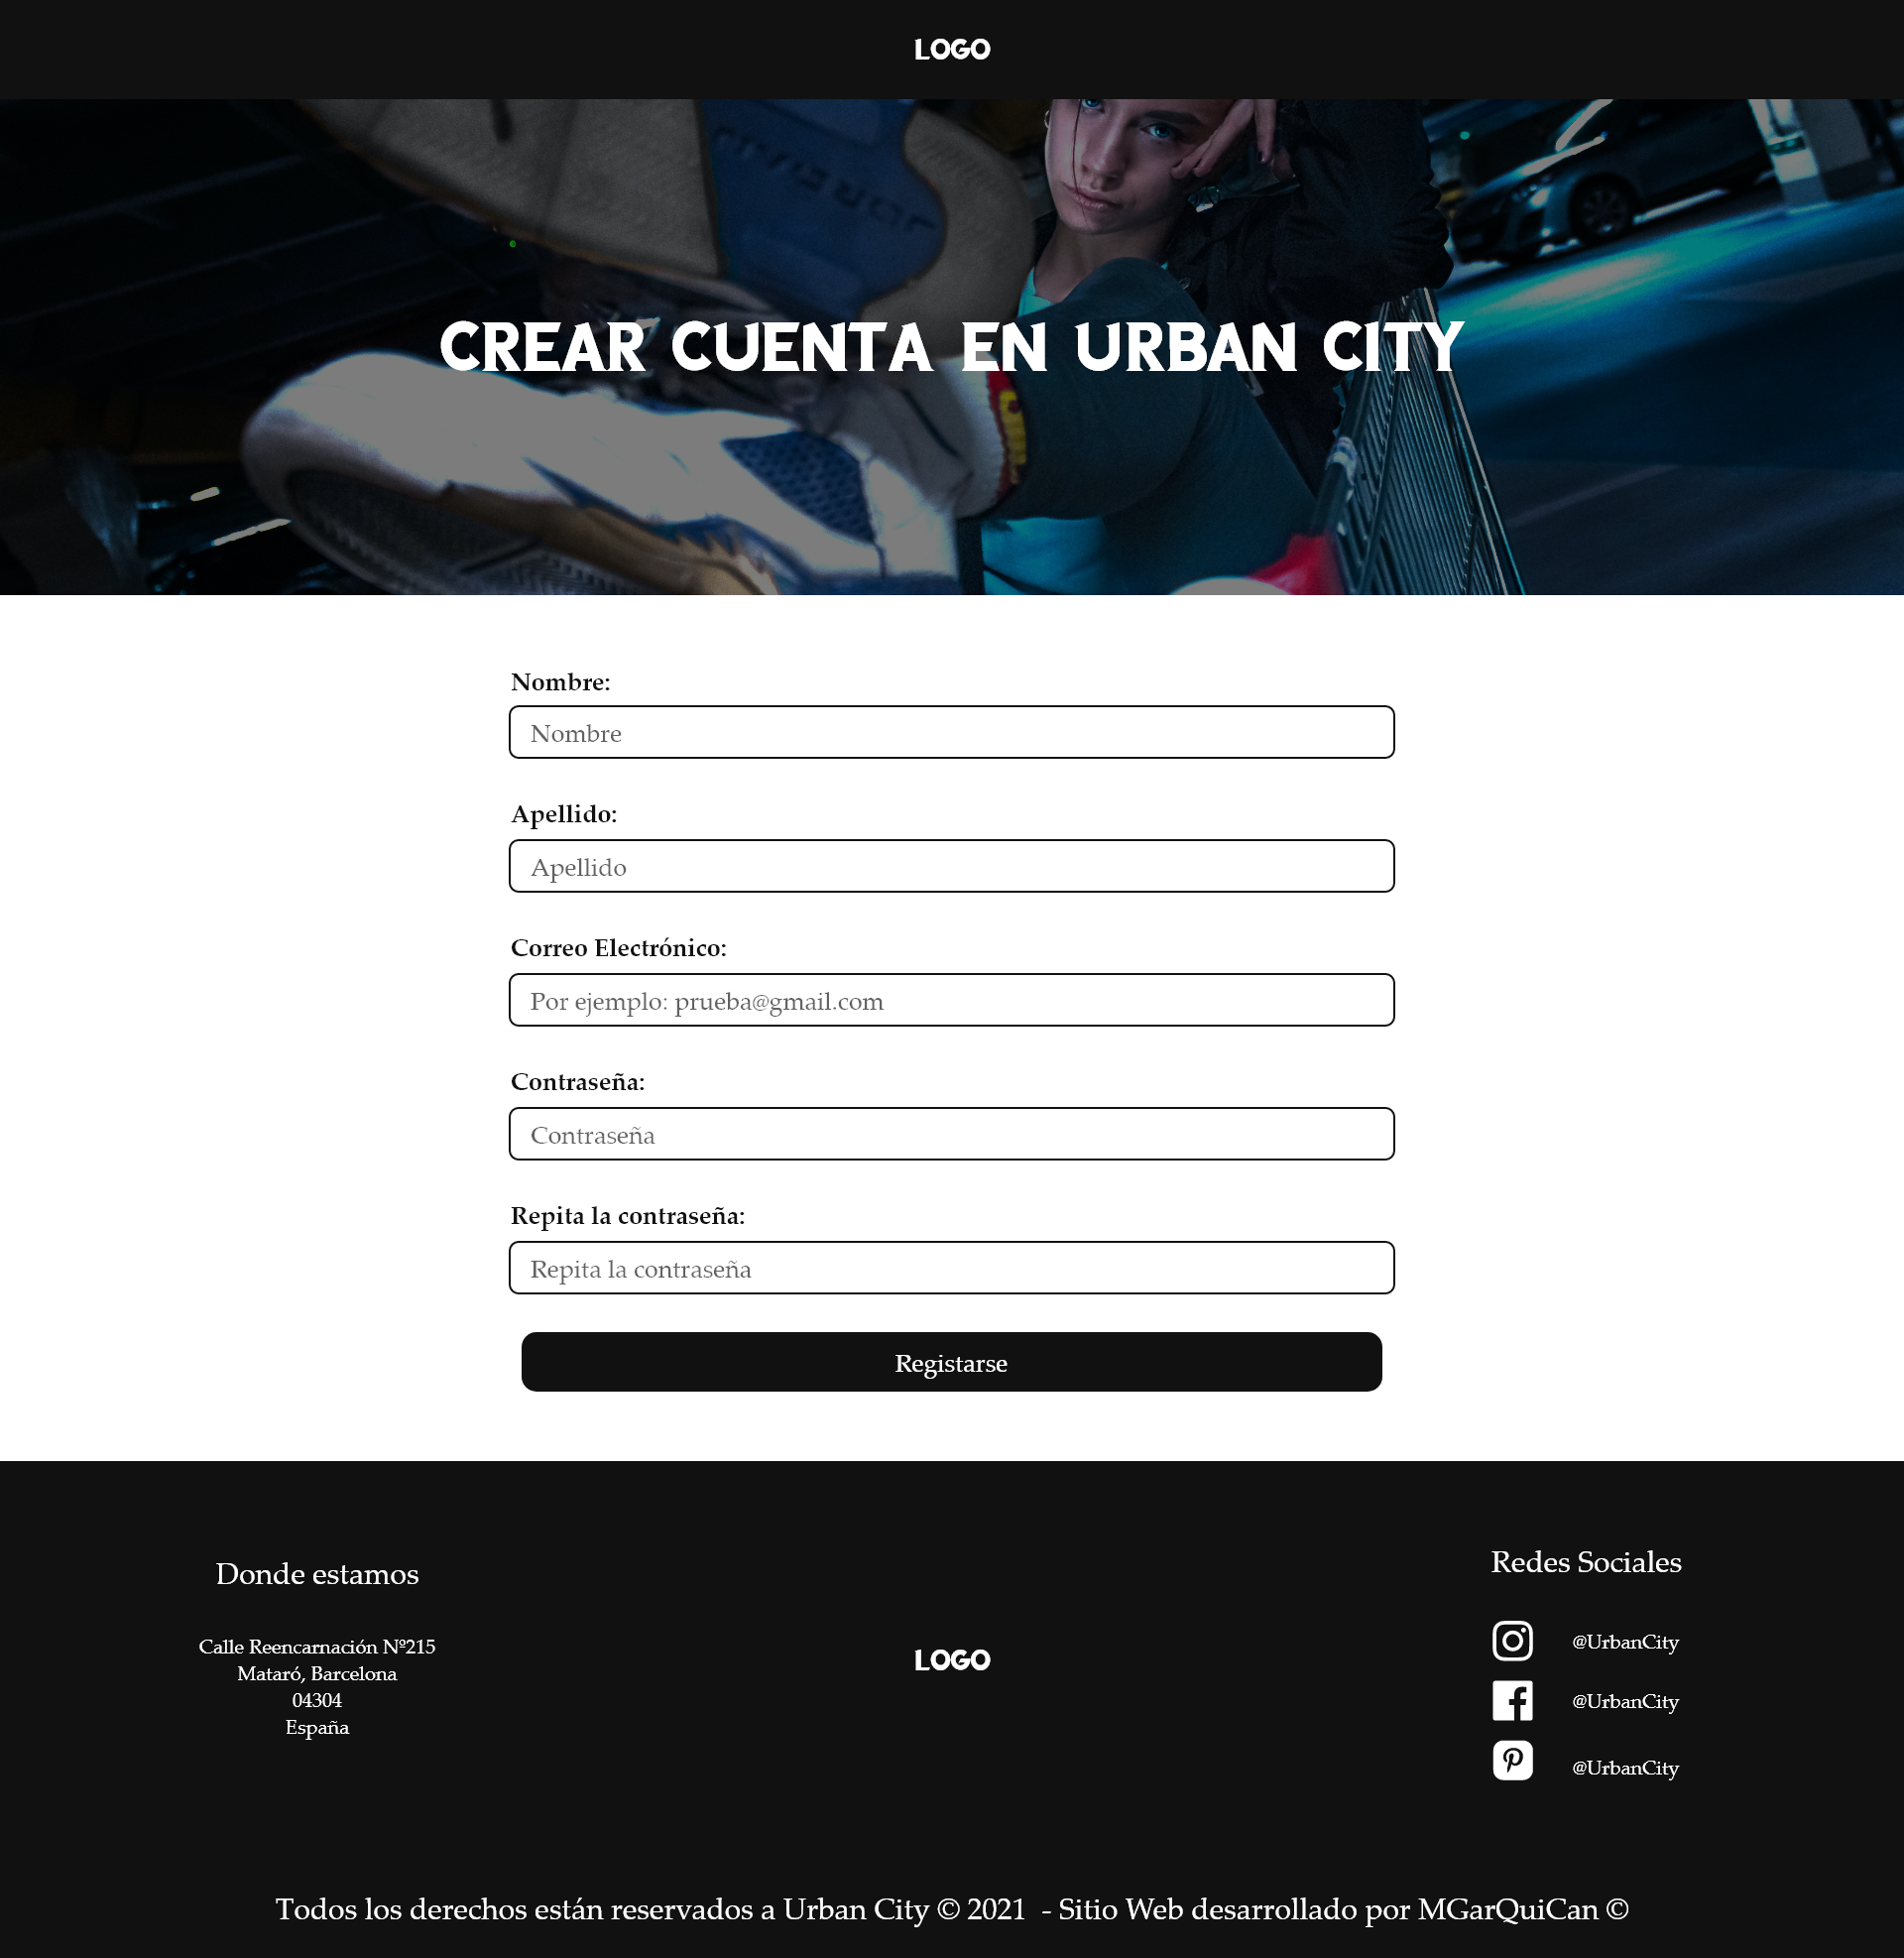 LOGO
CREAR CUENTA EN URBAN CITY
Nombre:
Nombre
Apellido:
Apellido
Correo Electrónico:
Por ejemplo: prueba@gmail.com
Contraseña:
Contraseña
Repita la contraseña:
Repita la contraseña
Registarse
Donde estamos
Calle Reencarnación Nº215
Mataró, Barcelona
04304
España
LOGO
Redes Sociales
@UrbanCity
@UrbanCity
@UrbanCity
Todos los derechos están reservados a Urban City © 2021 - Sitio Web desarrollado por MGarQuiCan ©